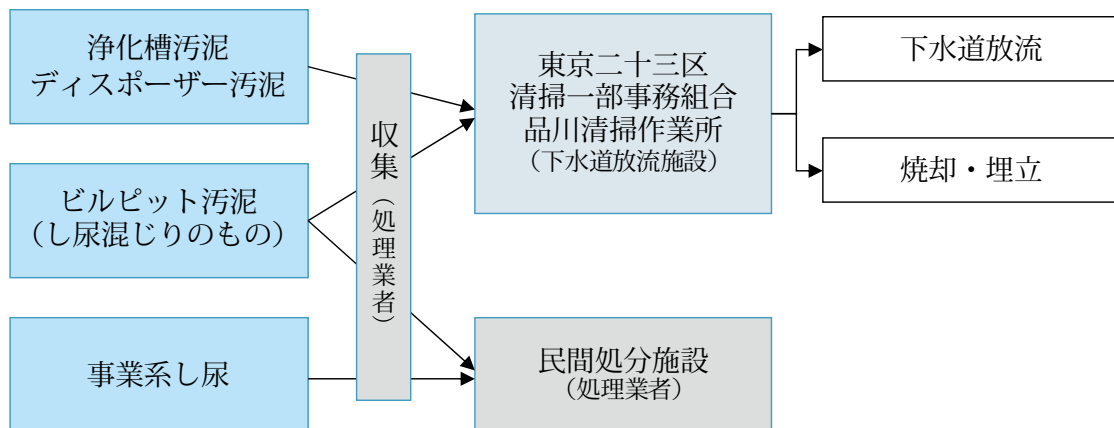 浄化槽汚泥
ディスポーザー汚泥
ビルピット汚泥
（し尿混じりのもの）
事業系し尿
収集（処理業者）
東京二十三区
清掃一部事務組合
品川清掃作業所
（下水道放流施設）
民間処分施設
（処理業者）
下水道放流
焼却・埋立